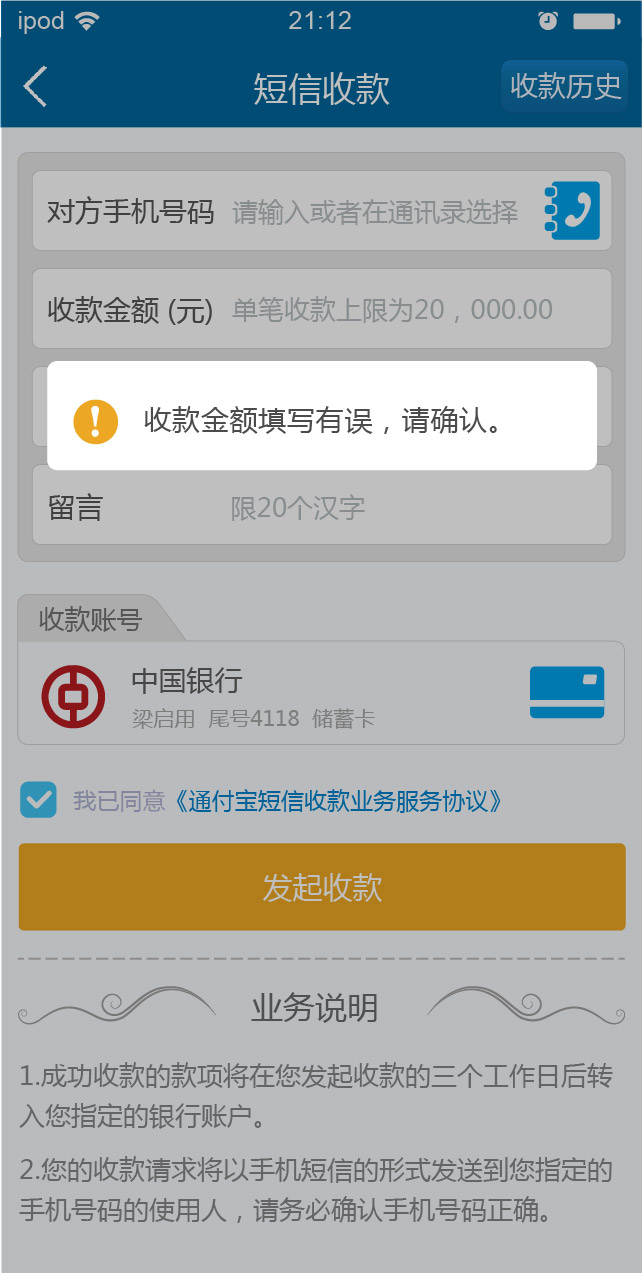 ipod 21:12
短信收款 收款历史
对方手机号码 请输入或者在通讯录选择
收款金额 (元) 单笔收款上限为20，000.00
收款金额填写有误，请确认。
留言 限20个汉字
收款账号
中国银行
梁启用 尾号4118 储蓄卡
我已同意《通付宝短信收款业务服务协议》
发起收款
业务说明
1.成功收款的款项将在您发起收款的三个工作日后转
入您指定的银行账户。
2.您的收款请求将以手机短信的形式发送到您指定的
手机号码的使用人，请务必确认手机号码正确。